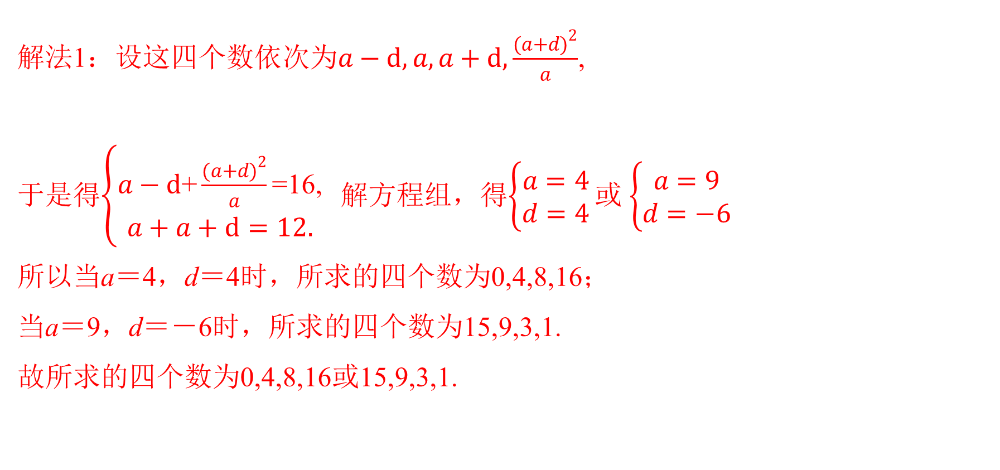 解法1：设这四个数依次为a − d, a, a + d, \frac{(a+d)^2}{a},
于是得\begin{cases} a − d+\frac{(a+d)^2}{a}=16, \\ a + a + d = 12. \end{cases} 解方程组，得\begin{cases} a = 4 \\ d = 4 \end{cases}或\begin{cases} a = 9 \\ d = −6 \end{cases}
所以当a＝4，d＝4时，所求的四个数为0,4,8,16；
当a＝9，d＝－6时，所求的四个数为15,9,3,1.
故所求的四个数为0,4,8,16或15,9,3,1.